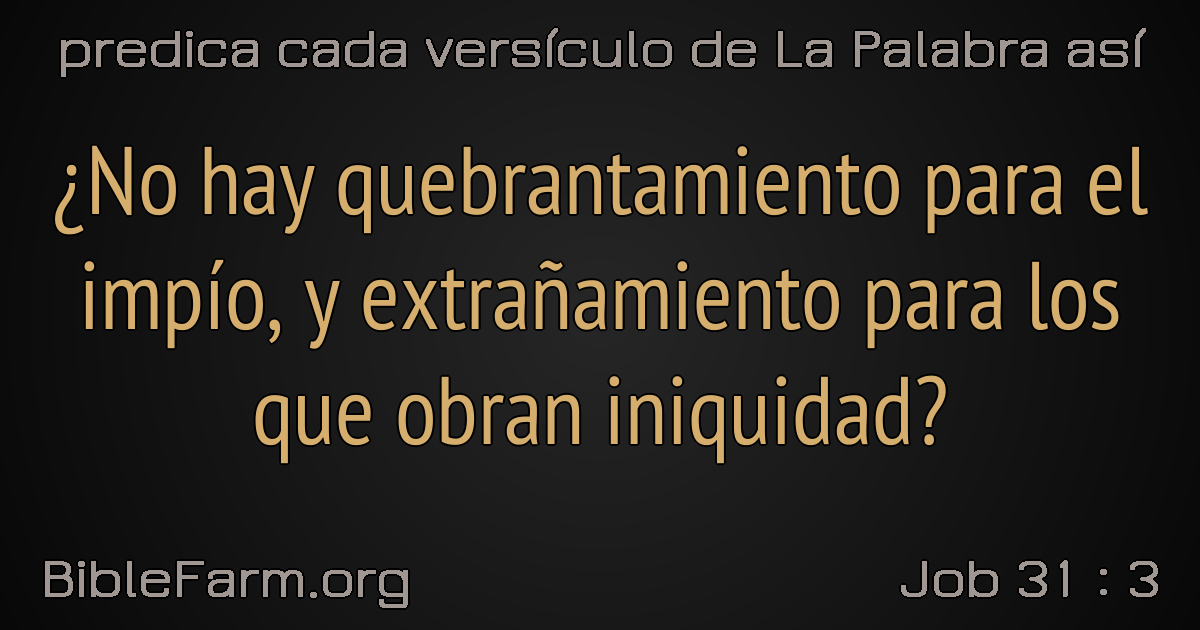 predica cada versículo de La Palabra así
¿No hay quebrantamiento para el
impío, y extrañamiento para los
que obran iniquidad?
BibleFarm.org
Job 31 : 3